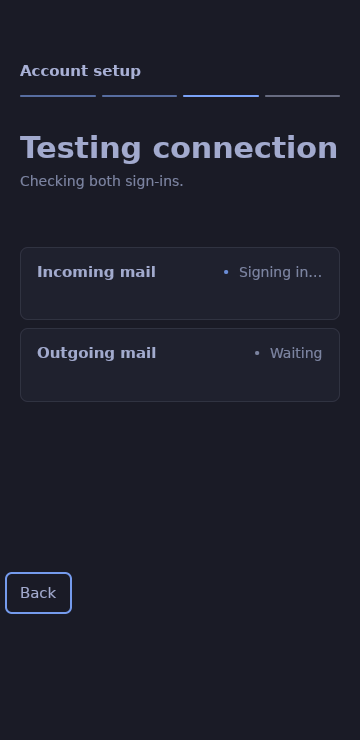 Account setup
Testing connection
Checking both sign-ins.
Incoming mail • Signing in…
Outgoing mail • Waiting
Back